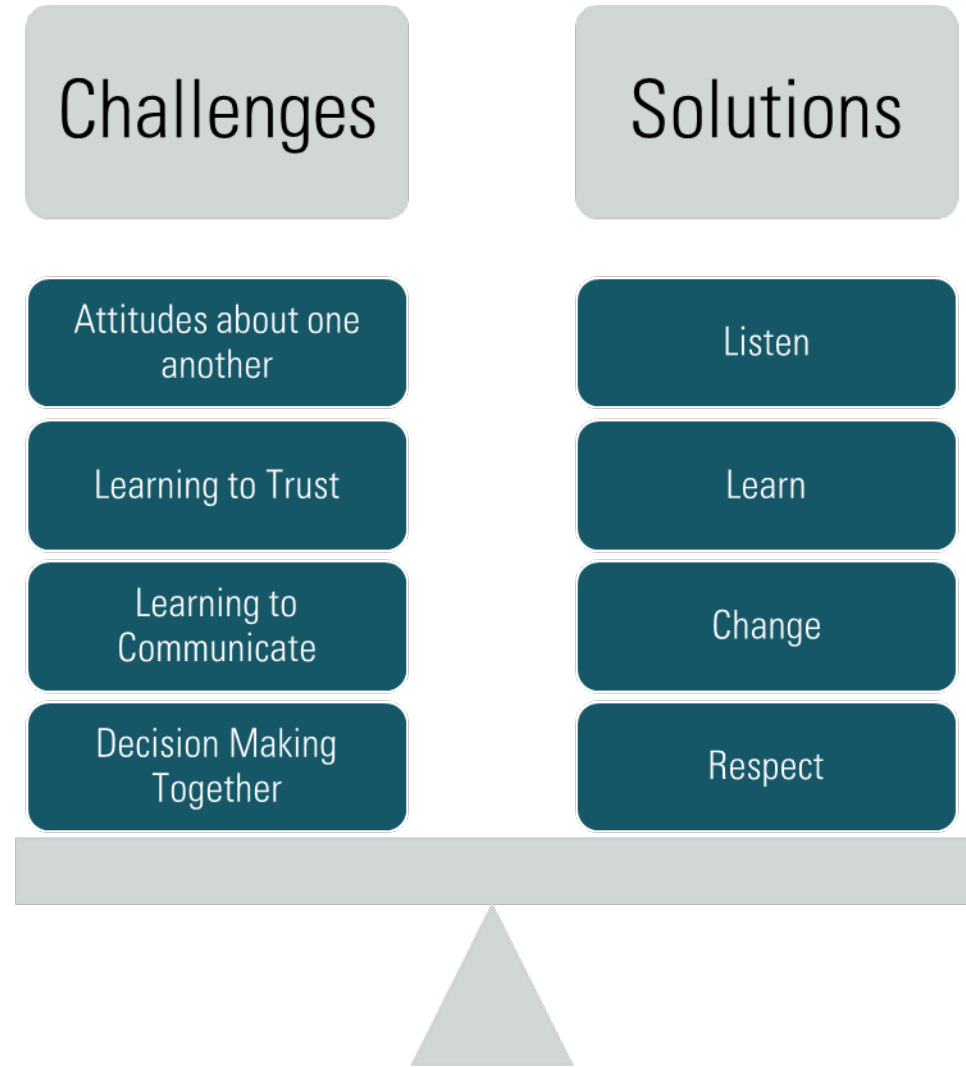 Challenges
Attitudes about one
another
Learning to Trust
Learning to
Communicate
Decision Making
Together
Solutions
Listen
Learn
Change
Respect